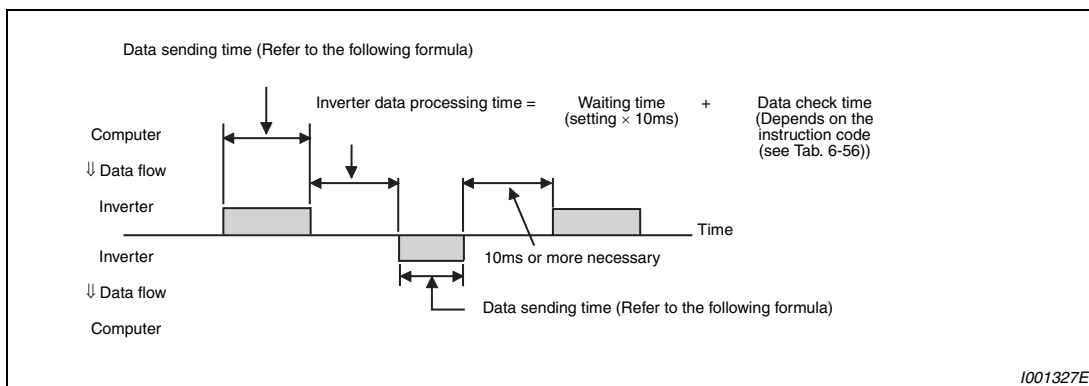 Data sending time (Refer to the following formula)
Inverter data processing time = Waiting time + Data check time
(setting × 10ms) (Depends on the
instruction code
(see Tab. 6-56))
Computer
⇓ Data flow
Inverter
Time
Inverter
10ms or more necessary
⇓ Data flow
Data sending time (Refer to the following formula)
Computer
I001327E